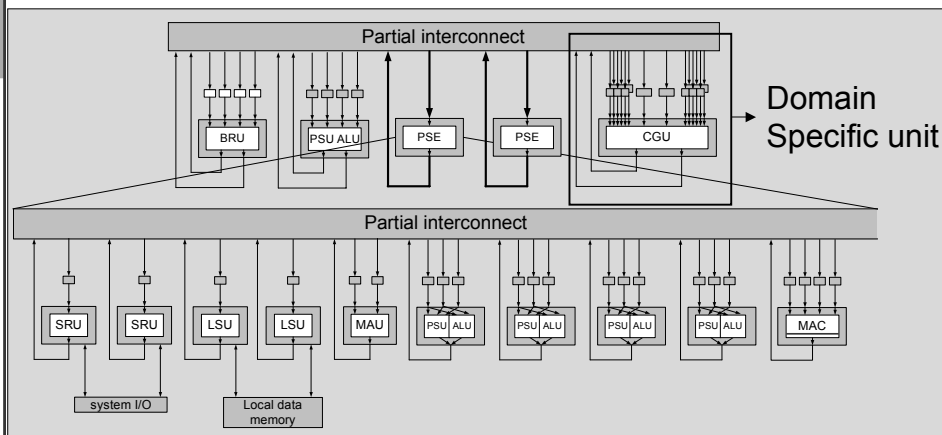 Partial interconnect
Domain
Specific unit
BRU
PSU ALU
PSE
PSE
CGU
Partial interconnect
SRU
SRU
LSU
LSU
MAU
PSU ALU
PSU ALU
PSU ALU
PSU ALU
MAC
system I/O
Local data
memory